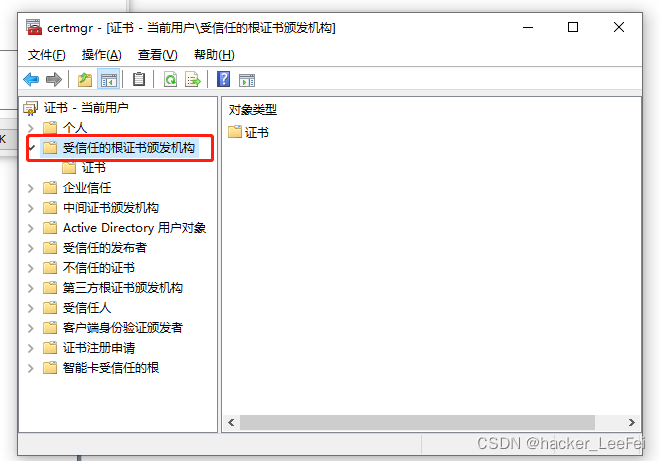 certmgr - [证书 - 当前用户\受信任的根证书颁发机构]
文件(F) 操作(A) 查看(V) 帮助(H)
证书 - 当前用户
个人
受信任的根证书颁发机构
证书
企业信任
中间证书颁发机构
Active Directory 用户对象
受信任的发布者
不信任的证书
第三方根证书颁发机构
受信任人
客户端身份验证颁发者
证书注册申请
智能卡受信任的根
对象类型
证书
K
CSDN @hacker_LeeFei